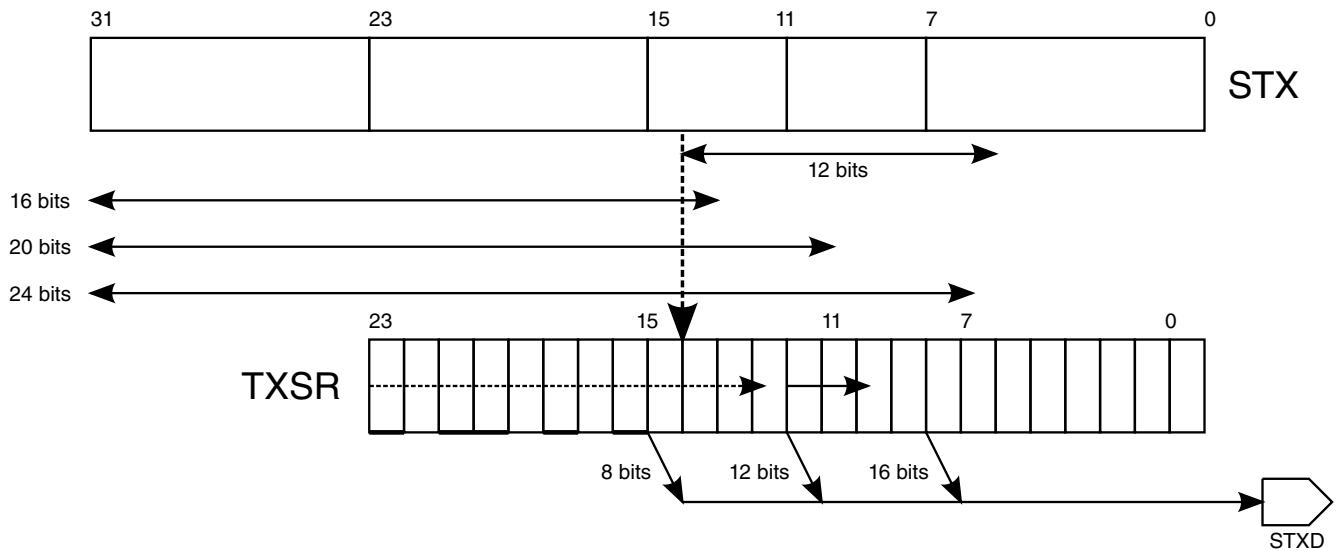 31 23 15 11 7 0
STX
12 bits
16 bits
20 bits
24 bits
23 15 11 7 0
TXSR
8 bits 12 bits 16 bits
STXD